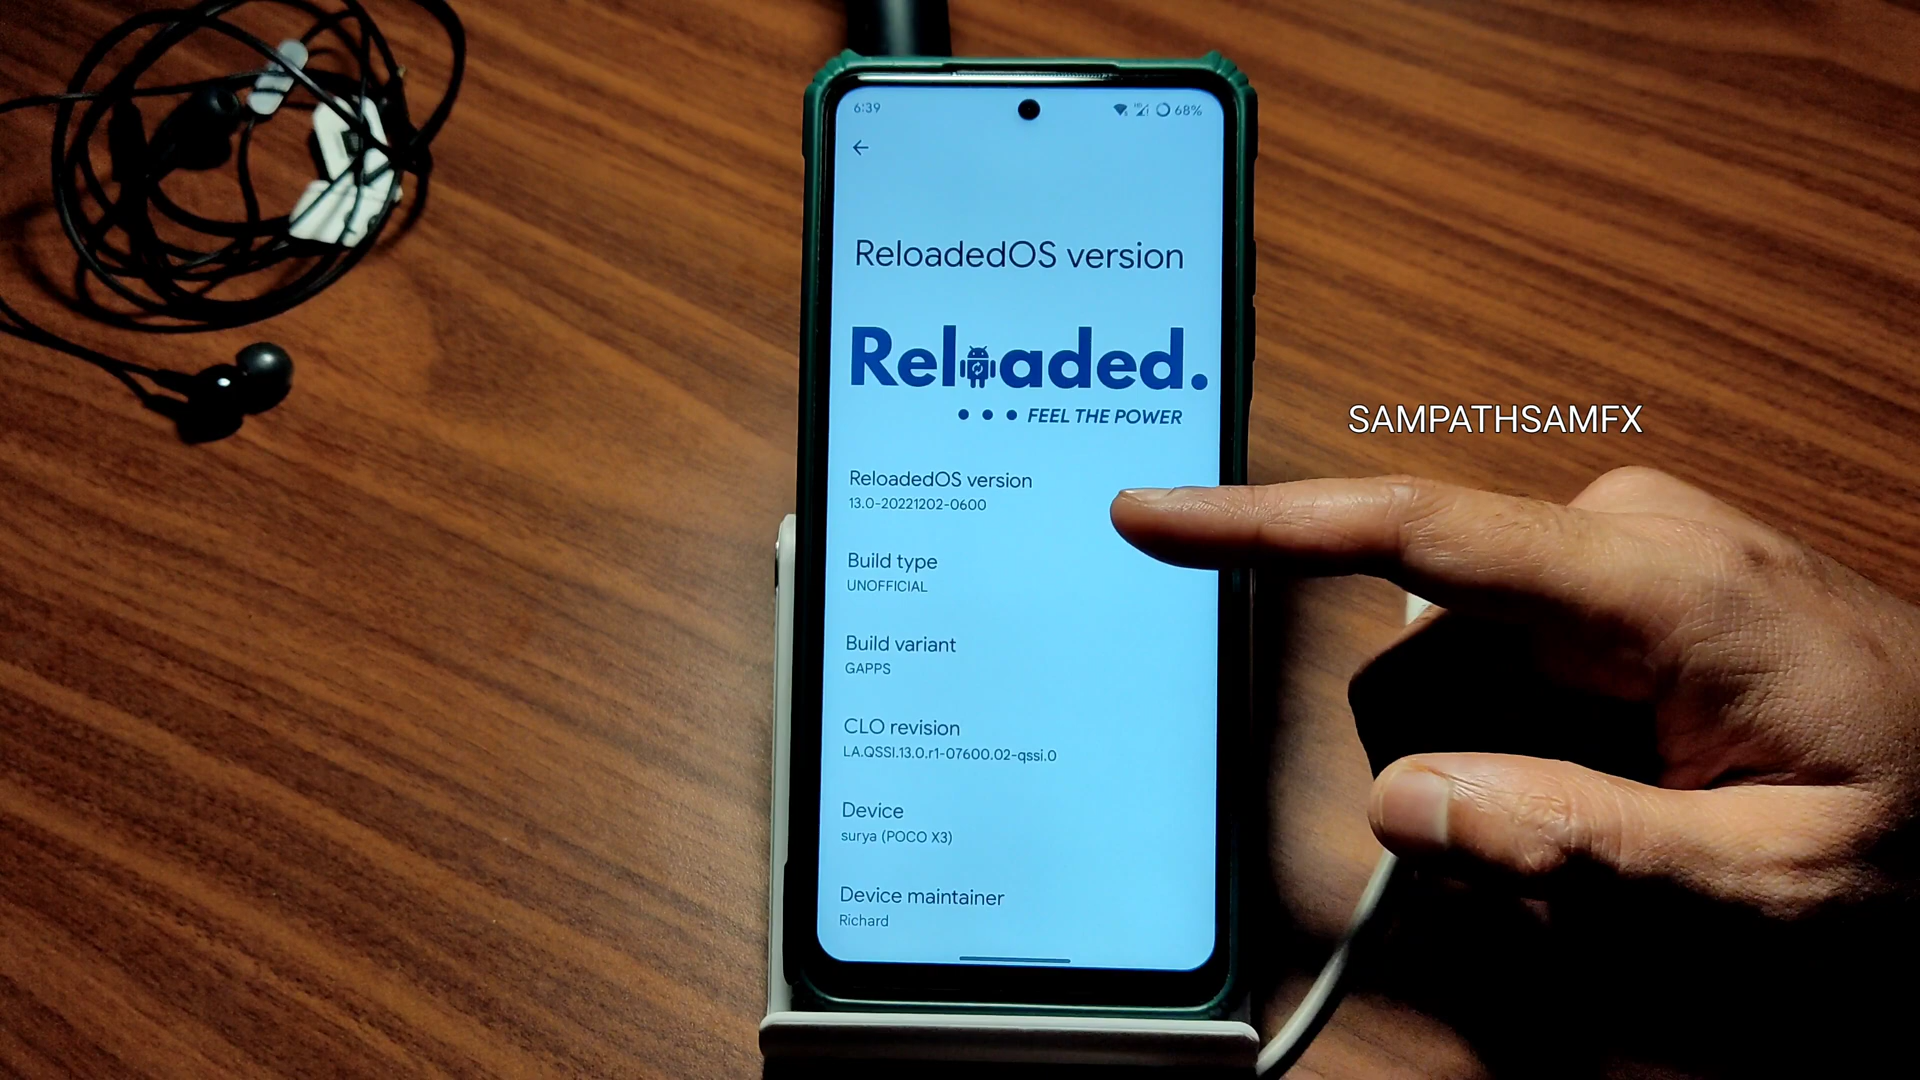 6:39
68%
ReloadedOS version
Reloaded.
FEEL THE POWER
SAMPATHSAMFX
ReloadedOS version
13.0-20221202-0600
Build type
UNOFFICIAL
Build variant
GAPPS
CLO revision
LA.QSSI.13.0.r1-07600.02-qssi.0
Device
surya (POCO X3)
Device maintainer
Richard